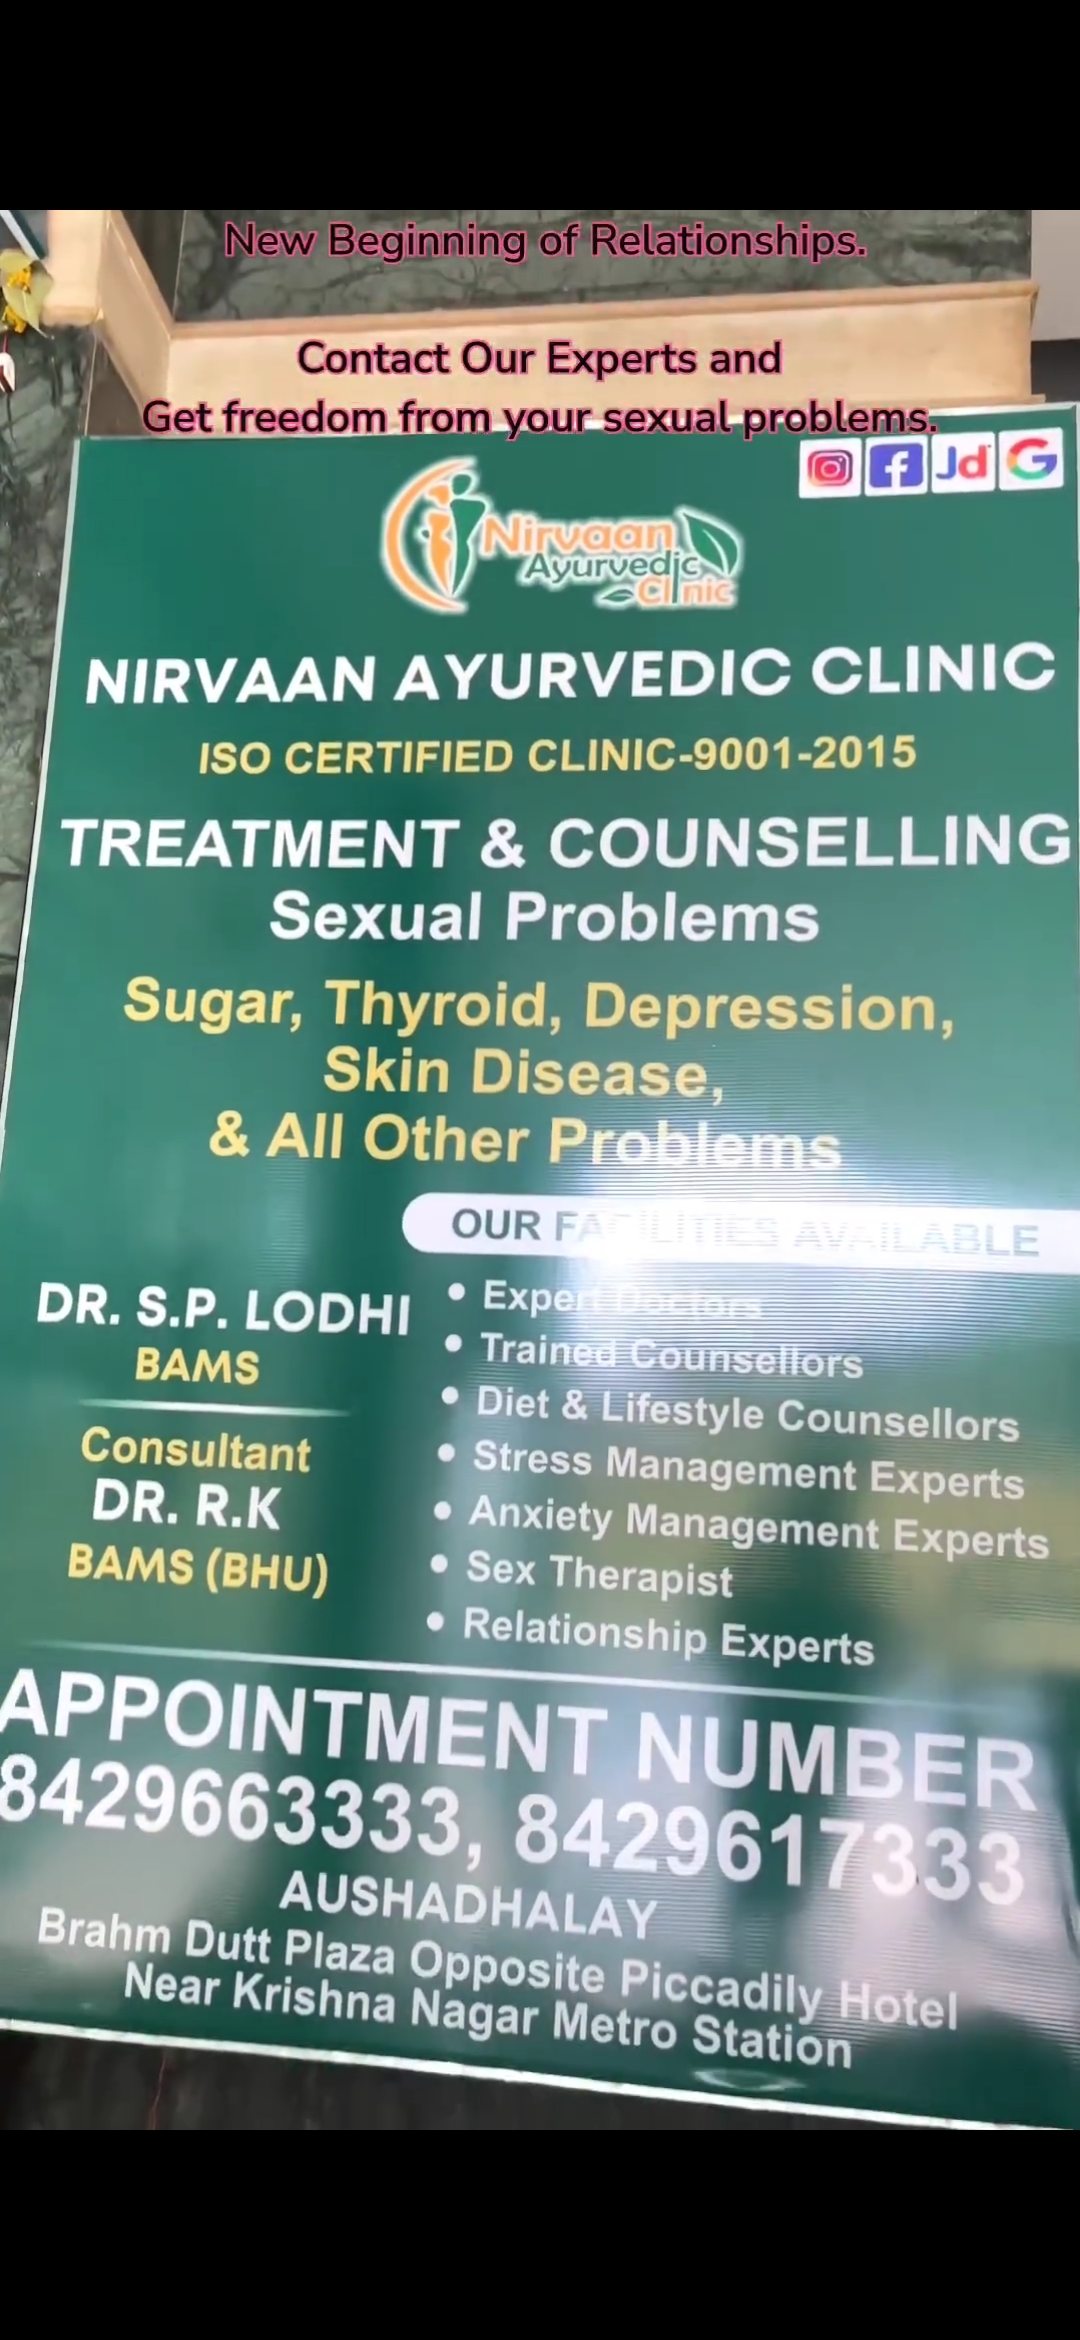 New Beginning of Relationships.
Contact Our Experts and
Get freedom from your sexual problems.
Jd
G
Nirvaan
Ayurvedic
Clinic
NIRVAAN AYURVEDIC CLINIC
ISO CERTIFIED CLINIC-9001-2015
TREATMENT & COUNSELLING
Sexual Problems
Sugar, Thyroid, Depression,
Skin Disease,
& All Other Problems
OUR FACILITIES AVAILABLE
DR. S.P. LODHI
BAMS
Consultant
DR. R.K
BAMS (BHU)
• Expert Doctors
• Trained Counsellors
• Diet & Lifestyle Counsellors
• Stress Management Experts
• Anxiety Management Experts
• Sex Therapist
• Relationship Experts
APPOINTMENT NUMBER
8429663333, 8429617333
AUSHADHALAY
Brahm Dutt Plaza Opposite Piccadily Hotel
Near Krishna Nagar Metro Station